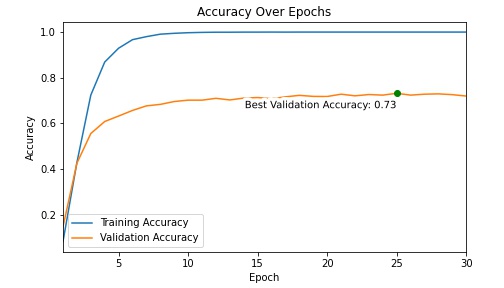 Accuracy Over Epochs
1.0
0.8
0.6
0.4
0.2
Accuracy
Best Validation Accuracy: 0.73
Training Accuracy
Validation Accuracy
5
10
15
20
25
30
Epoch